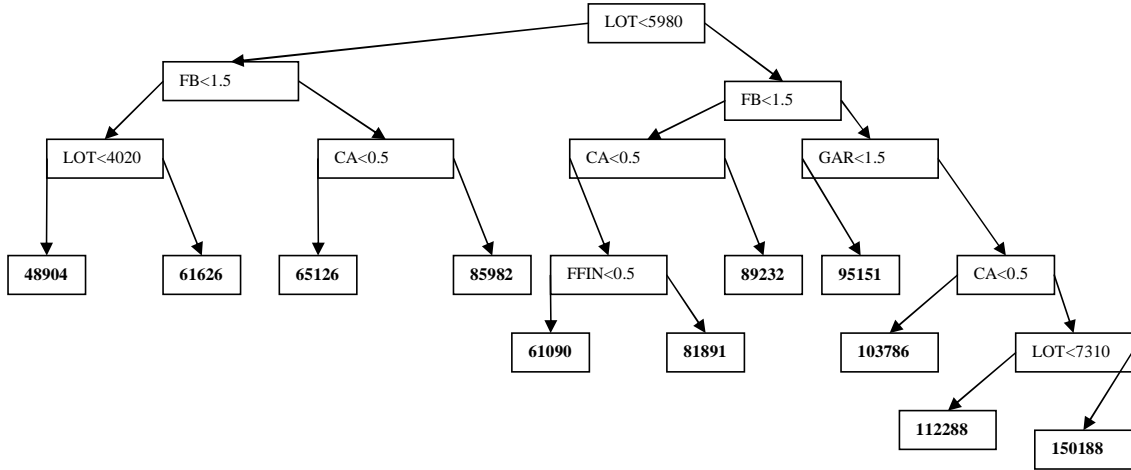 LOT<5980
FB<1.5
FB<1.5
LOT<4020
CA<0.5
CA<0.5
GAR<1.5
48904
61626
65126
85982
FFIN<0.5
89232
95151
CA<0.5
61090
81891
103786
LOT<7310
112288
150188